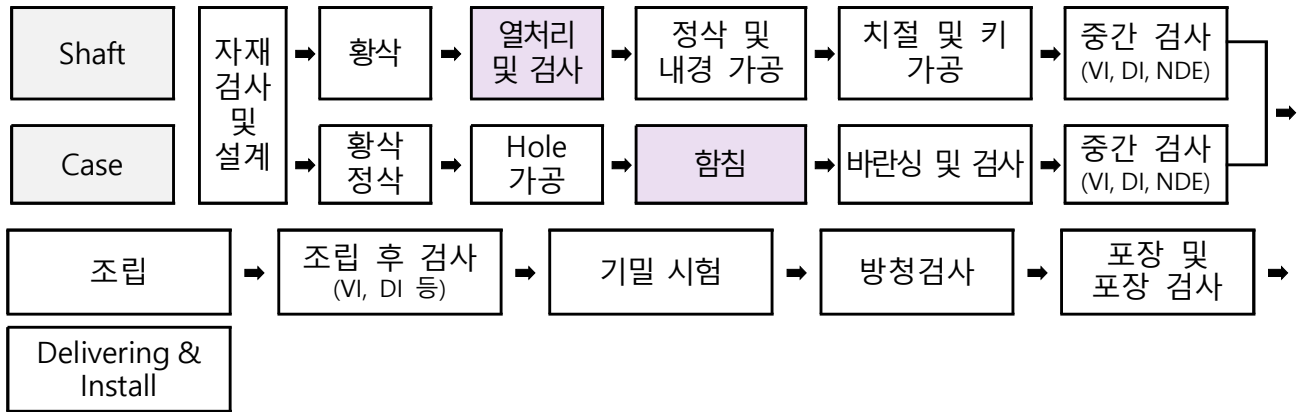 Shaft
자재
검사
및
설계
황삭
열처리
및 검사
정삭 및
내경 가공
치절 및 키
가공
중간 검사
(VI, DI, NDE)
Case
황삭
정삭
Hole
가공
함침
바란싱 및 검사
중간 검사
(VI, DI, NDE)
조립
조립 후 검사
(VI, DI 등)
기밀 시험
방청검사
포장 및
포장 검사
Delivering &
Install